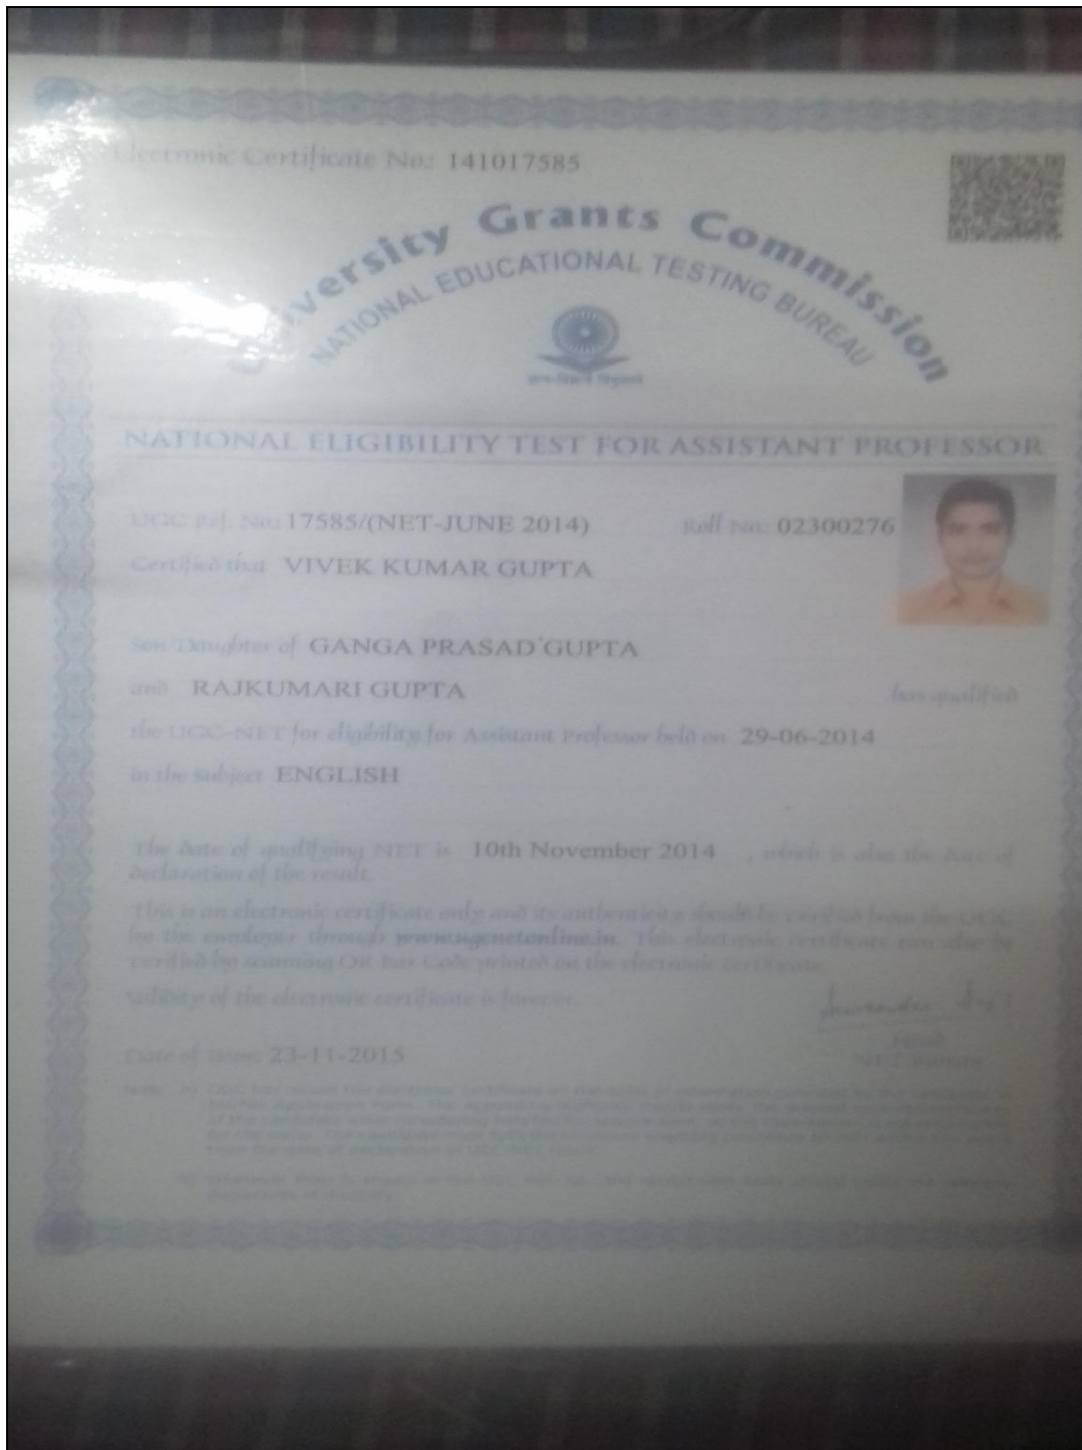 Electronic Certificate No.: 141017585
University Grants Commission
NATIONAL EDUCATIONAL TESTING BUREAU
ज्ञान-विज्ञान विमुक्तये
NATIONAL ELIGIBILITY TEST FOR ASSISTANT PROFESSOR
UGC Ref. No.: 17585/(NET-JUNE 2014) Roll No.: 02300276
Certified that VIVEK KUMAR GUPTA
Son/Daughter of GANGA PRASAD GUPTA
and RAJKUMARI GUPTA has qualified
the UGC-NET for eligibility for Assistant Professor held on 29-06-2014
in the subject ENGLISH
The date of qualifying NET is 10th November 2014 , which is also the date of
declaration of the result.
This is an electronic certificate only and its authenticity should be verified from the UGC
by the employer through www.ugcnetonline.in. This electronic certificate can also be
verified by scanning QR bar Code printed on the electronic certificate.
validity of the electronic certificate is forever.
Date of Issue: 23-11-2015
Head